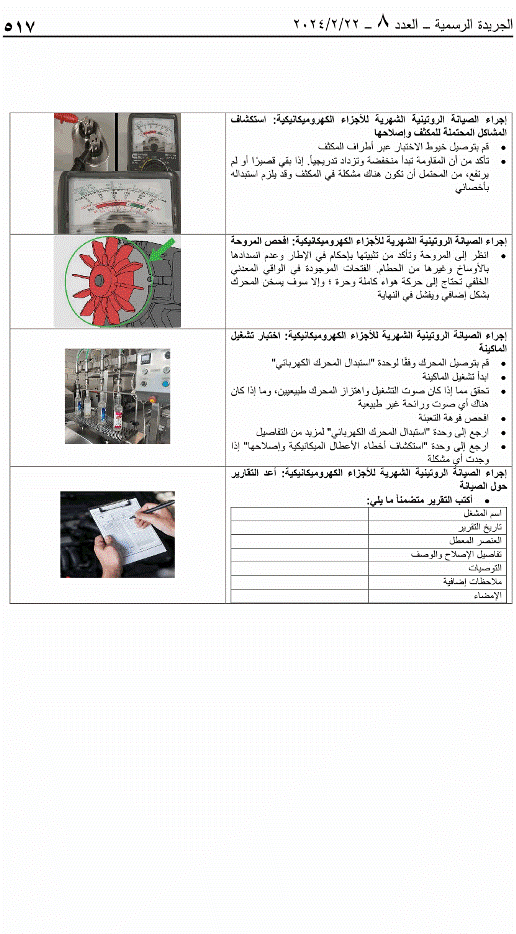 الجريدة الرسمية – العدد ٨ – ٢٠٢٤/٢/٢٢
٥١٧
إجراء الصيانة الروتينية الشهرية للأجزاء الكهروميكانيكية: استكشاف
المشاكل المحتملة للمكثف وإصلاحها
• قم بتوصيل خيوط الاختبار عبر أطراف المكثف
• تأكد من أن المقاومة تبدأ منخفضة وتزداد تدريجياً. إذا بقي قصيرًا أو لم
يرتفع، من المحتمل أن تكون هناك مشكلة في المكثف وقد يلزم استبداله
بأخصائي
إجراء الصيانة الروتينية الشهرية للأجزاء الكهروميكانيكية: افحص المروحة
• انظر إلى المروحة وتأكد من تثبيتها بإحكام في الإطار وعدم انسدادها
بالأوساخ وغيرها من الحطام. الفتحات الموجودة في الواقي المعدني
الخلفي تحتاج إلى حركة هواء كاملة وحرة ؛ وإلا سوف يسخن المحرك
بشكل إضافي ويفشل في النهاية
إجراء الصيانة الروتينية الشهرية للأجزاء الكهروميكانيكية: اختبار تشغيل
الماكينة
• قم بتوصيل المحرك وفقًا لوحدة "استبدال المحرك الكهربائي"
• ابدأ تشغيل الماكينة
• تحقق مما إذا كان صوت التشغيل واهتزاز المحرك طبيعيين، وما إذا كان
هناك أي صوت ورائحة غير طبيعية
• افحص فوهة التعبئة
• ارجع إلى وحدة "استبدال المحرك الكهربائي" لمزيد من التفاصيل
• ارجع إلى وحدة "استكشاف أخطاء الأعطال الميكانيكية وإصلاحها" إذا
وجدت أي مشكلة
إجراء الصيانة الروتينية الشهرية للأجزاء الكهروميكانيكية: أعد التقارير
حول الصيانة
• أكتب التقرير متضمناً ما يلي:
اسم المشغل
تاريخ التقرير
العنصر المعطل
تفاصيل الإصلاح والوصف
التوصيات
ملاحظات إضافية
الإمضاء